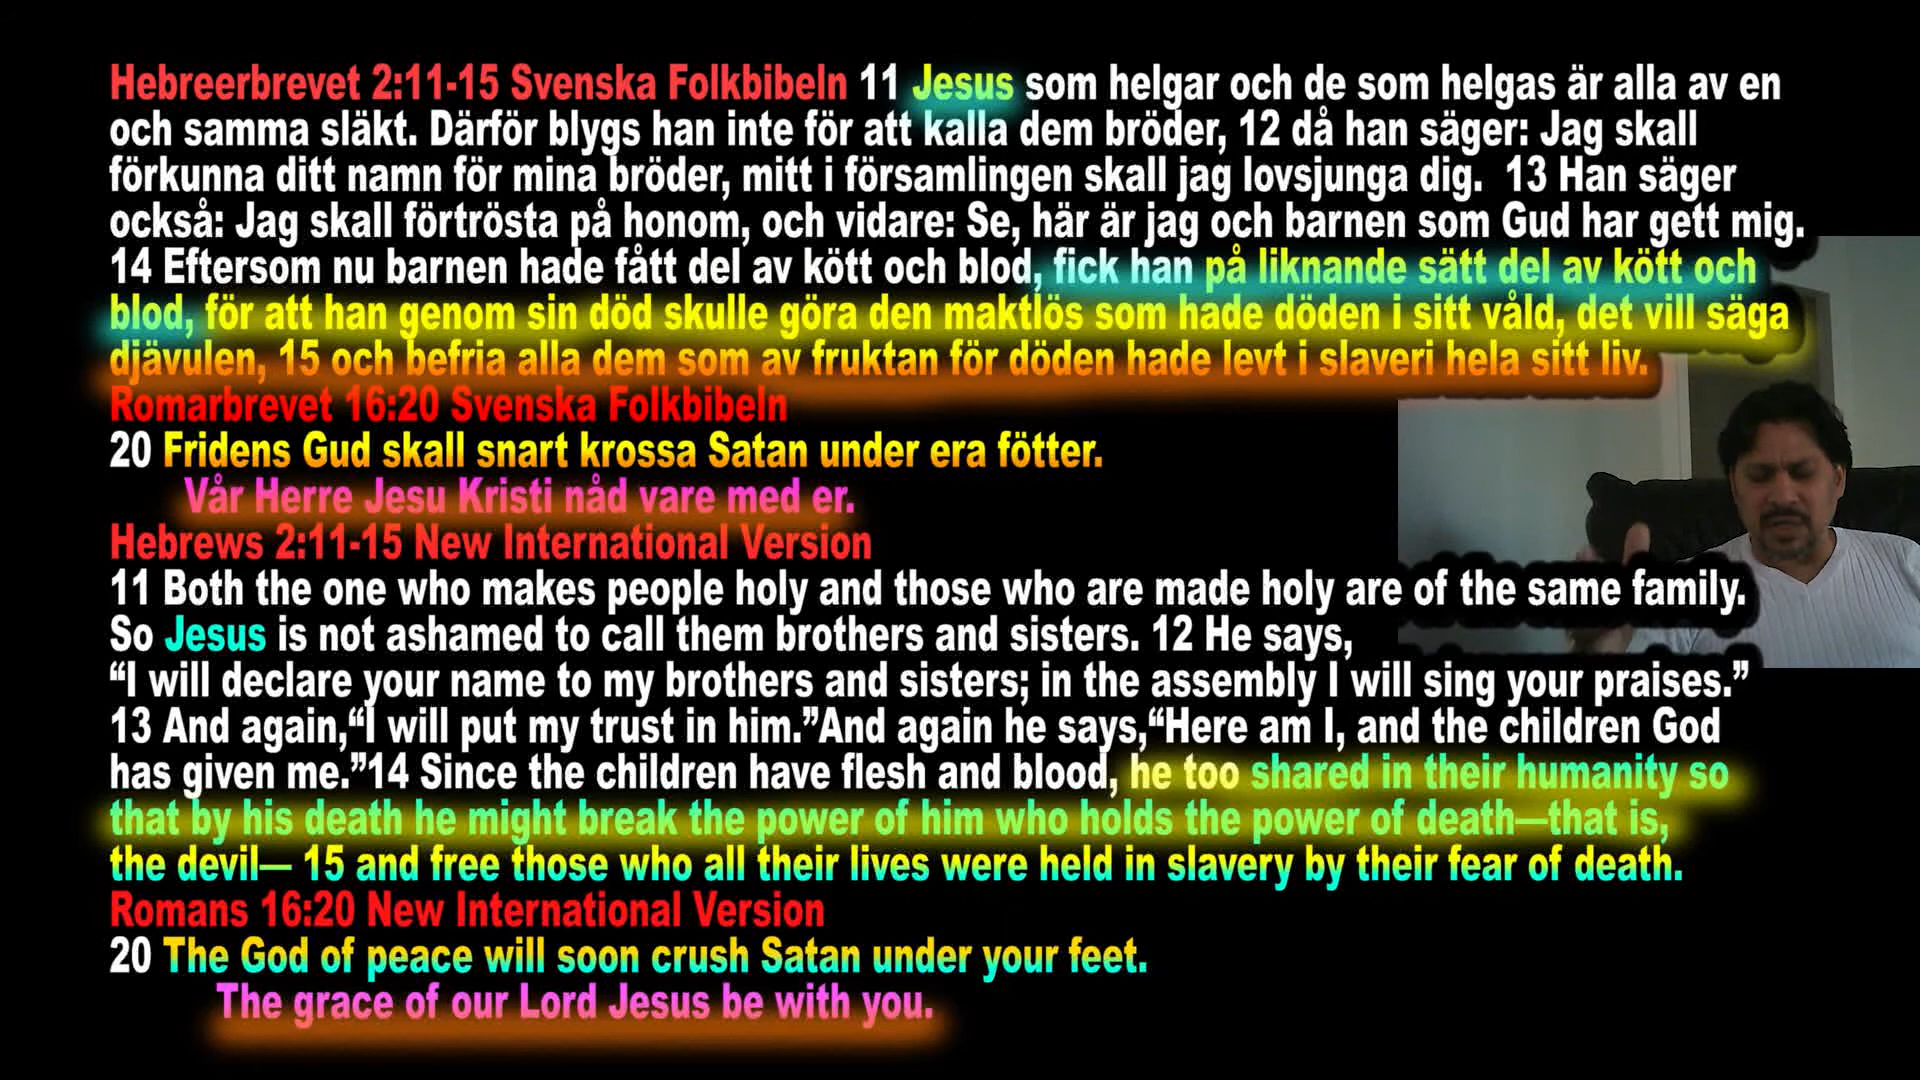 Hebreerbrevet 2:11-15 Svenska Folkbibeln 11 Jesus som helgar och de som helgas är alla av en
och samma släkt. Därför blygs han inte för att kalla dem bröder, 12 då han säger: Jag skall
förkunna ditt namn för mina bröder, mitt i församlingen skall jag lovsjunga dig.  13 Han säger
också: Jag skall förtrösta på honom, och vidare: Se, här är jag och barnen som Gud har gett mig.
14 Eftersom nu barnen hade fått del av kött och blod, fick han på liknande sätt del av kött och
blod, för att han genom sin död skulle göra den maktlös som hade döden i sitt våld, det vill säga
djävulen, 15 och befria alla dem som av fruktan för döden hade levt i slaveri hela sitt liv.
Romarbrevet 16:20 Svenska Folkbibeln
20 Fridens Gud skall snart krossa Satan under era fötter.
Vår Herre Jesu Kristi nåd vare med er.
Hebrews 2:11-15 New International Version
11 Both the one who makes people holy and those who are made holy are of the same family.
So Jesus is not ashamed to call them brothers and sisters. 12 He says,
“I will declare your name to my brothers and sisters; in the assembly I will sing your praises.”
13 And again,“I will put my trust in him.”And again he says,“Here am I, and the children God
has given me.”14 Since the children have flesh and blood, he too shared in their humanity so
that by his death he might break the power of him who holds the power of death—that is,
the devil— 15 and free those who all their lives were held in slavery by their fear of death.
Romans 16:20 New International Version
20 The God of peace will soon crush Satan under your feet.
The grace of our Lord Jesus be with you.